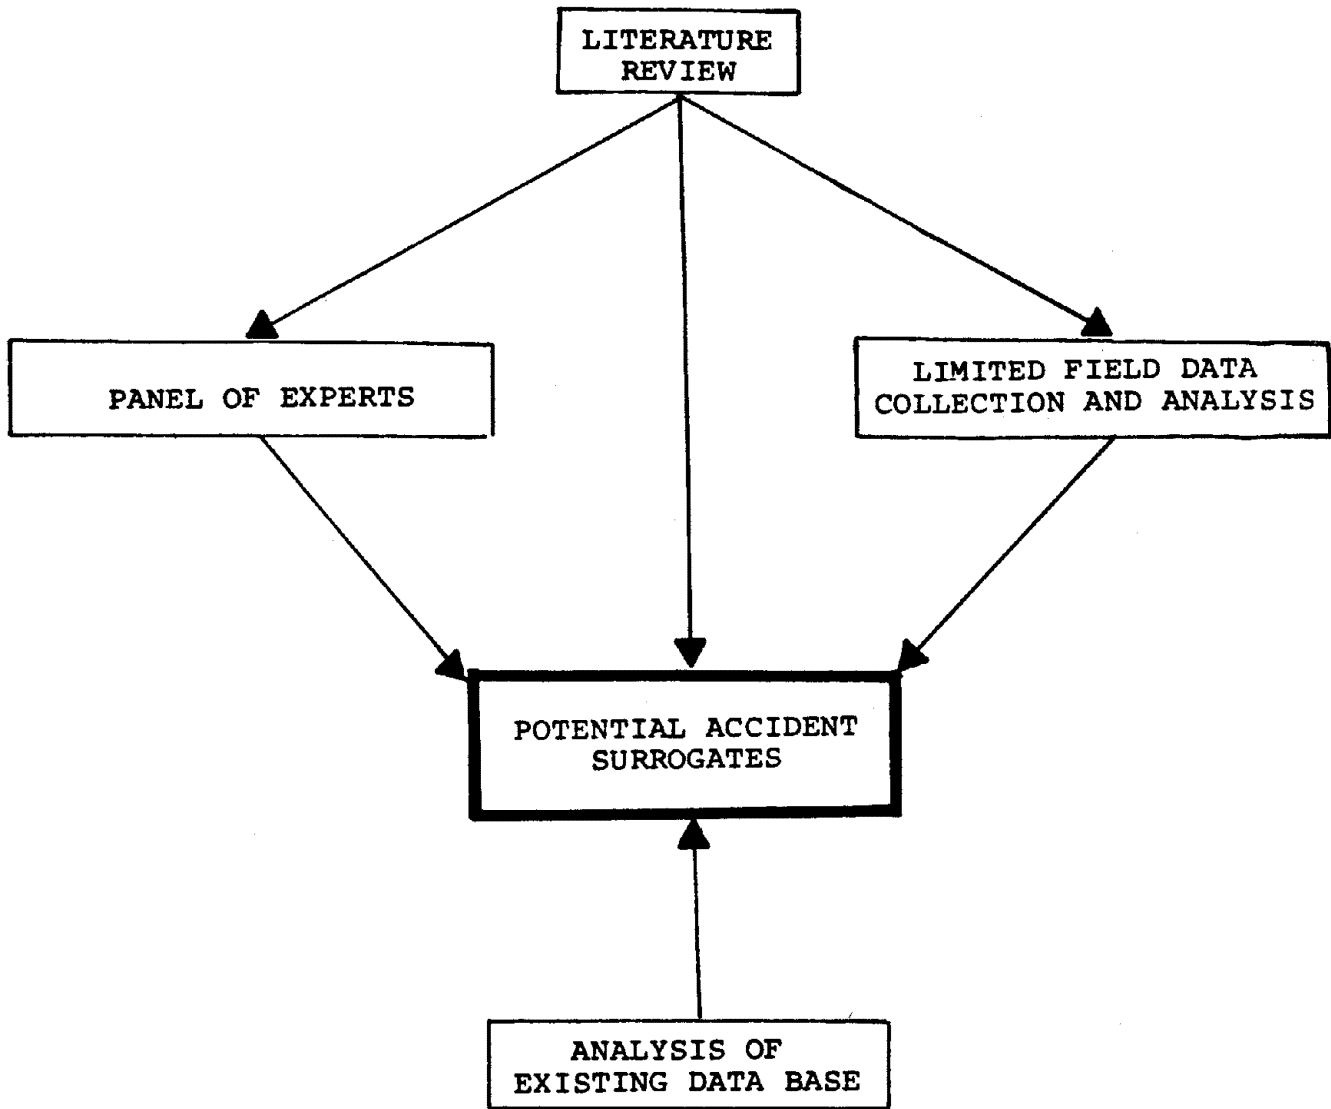 LITERATURE
REVIEW
PANEL OF EXPERTS
LIMITED FIELD DATA
COLLECTION AND ANALYSIS
POTENTIAL ACCIDENT
SURROGATES
ANALYSIS OF
EXISTING DATA BASE